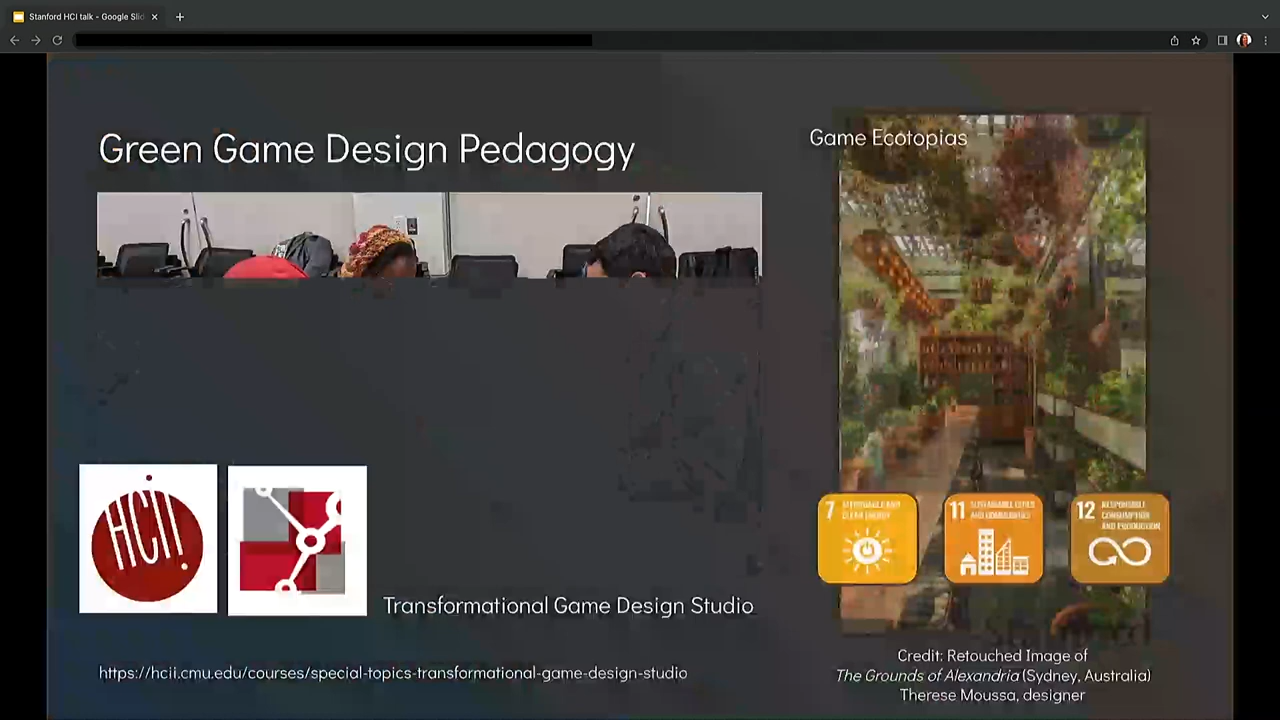 Stanford HCI talk - Google Slid
Green Game Design Pedagogy
Game Ecotopias
HCII!
7 AFFORDABLE AND
CLEAN ENERGY
11 SUSTAINABLE CITIES
AND COMMUNITIES
12 RESPONSIBLE
CONSUMPTION
AND PRODUCTION
Transformational Game Design Studio
https://hcii.cmu.edu/courses/special-topics-transformational-game-design-studio
Credit: Retouched Image of
The Grounds of Alexandria (Sydney, Australia)
Therese Moussa, designer